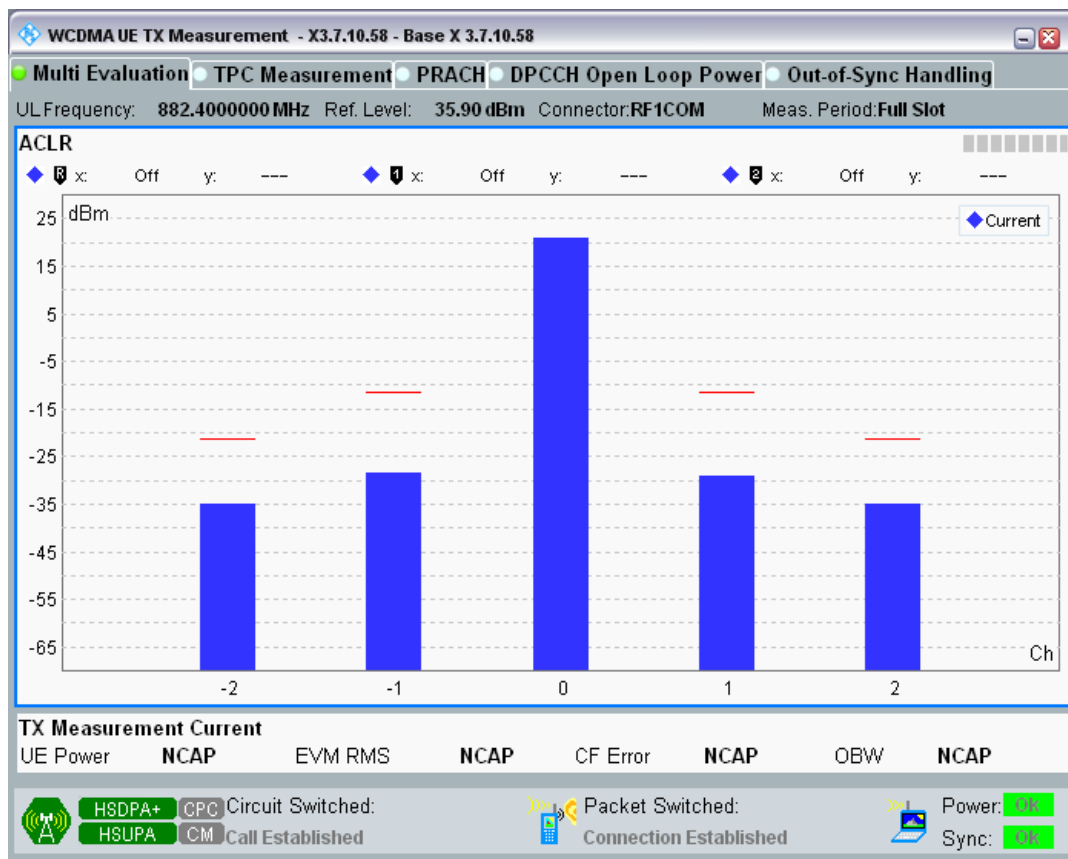 WCDMA UE TX Measurement - X3.7.10.58 - Base X 3.7.10.58
Multi Evaluation TPC Measurement PRACH DPCCH Open Loop Power Out-of-Sync Handling
UL Frequency: 882.4000000 MHz Ref. Level: 35.90 dBm Connector:RF1COM Meas. Period:Full Slot
ACLR
R x: Off y: --- 1 x: Off y: --- 2 x: Off y: ---
dBm
Current
25
15
5
-5
-15
-25
-35
-45
-55
-65
Ch
-2 -1 0 1 2
TX Measurement Current
UE Power NCAP EVM RMS NCAP CF Error NCAP OBW NCAP
HSDPA+ CPC Circuit Switched: Packet Switched: Power: OK
HSUPA CM Call Established Connection Established Sync: OK